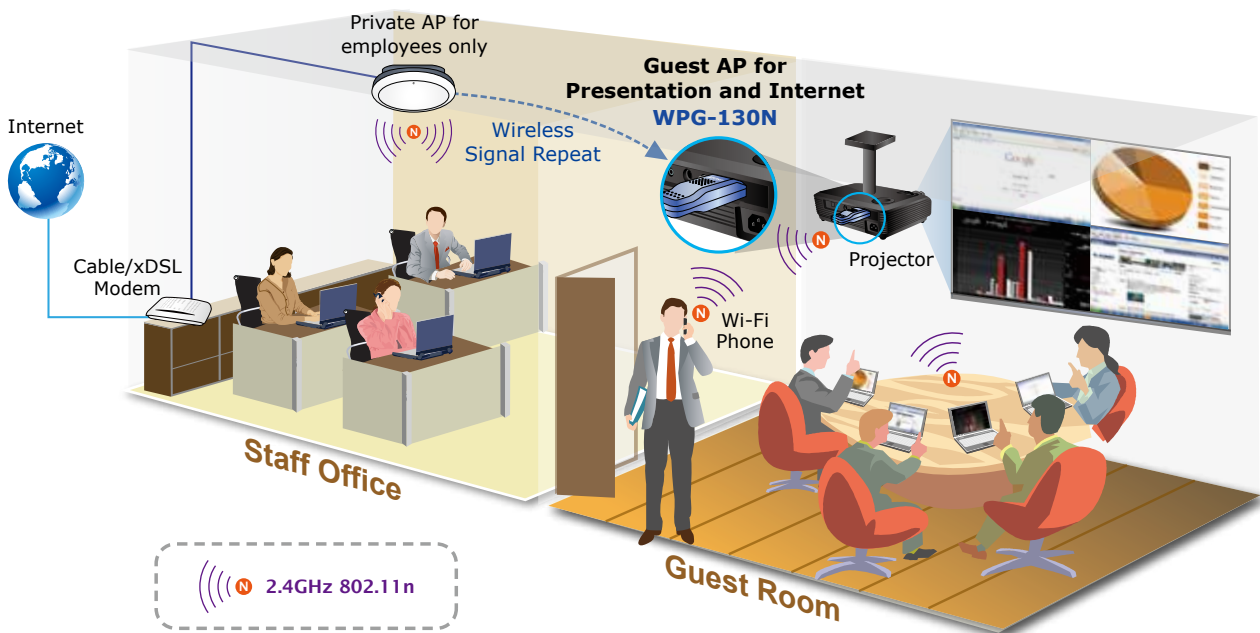 Private AP for
employees only
Guest AP for
Presentation and Internet
WPG-130N
Internet
Wireless
Signal Repeat
Google
Cable/xDSL
Modem
Projector
N
N
Wi-Fi
Phone
N
N
Staff Office
Guest Room
N 2.4GHz 802.11n